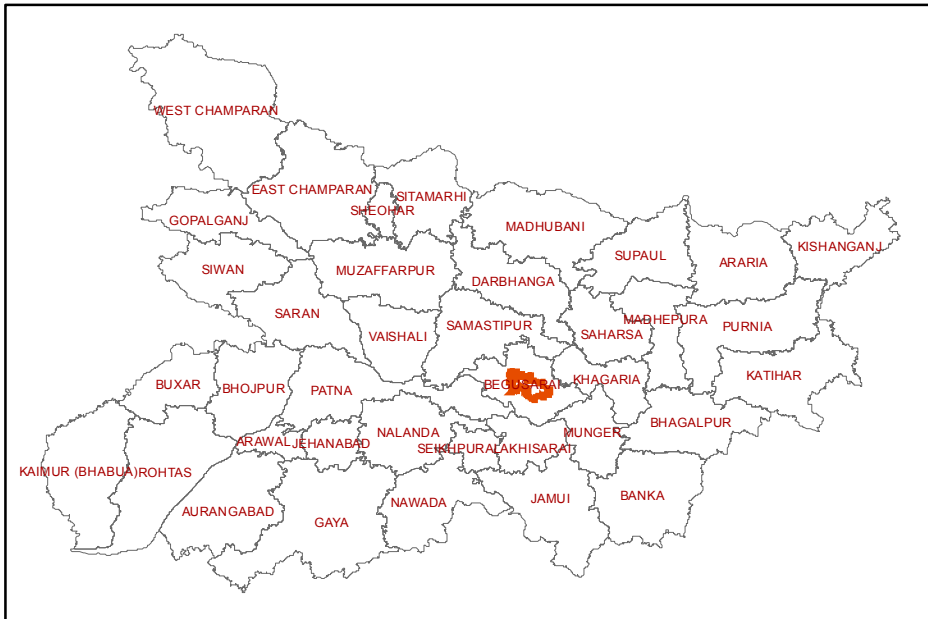 WEST CHAMPARAN
EAST CHAMPARAN
SHEOHAR
SITAMARHI
GOPALGANJ
MADHUBANI
SUPAUL
ARARIA
KISHANGANJ
SIWAN
MUZAFFARPUR
DARBHANGA
SARAN
VAISHALI
SAMASTIPUR
SAHARSA
MADHEPURA
PURNIA
BUXAR
BHOJPUR
PATNA
BEGUSARAI
KHAGARIA
KATIHAR
ARAWAL
JEHANABAD
NALANDA
SEIKHPURA
LAKHISARAI
MUNGER
BHAGALPUR
KAIMUR (BHABUA)
ROHTAS
AURANGABAD
GAYA
NAWADA
JAMUI
BANKA